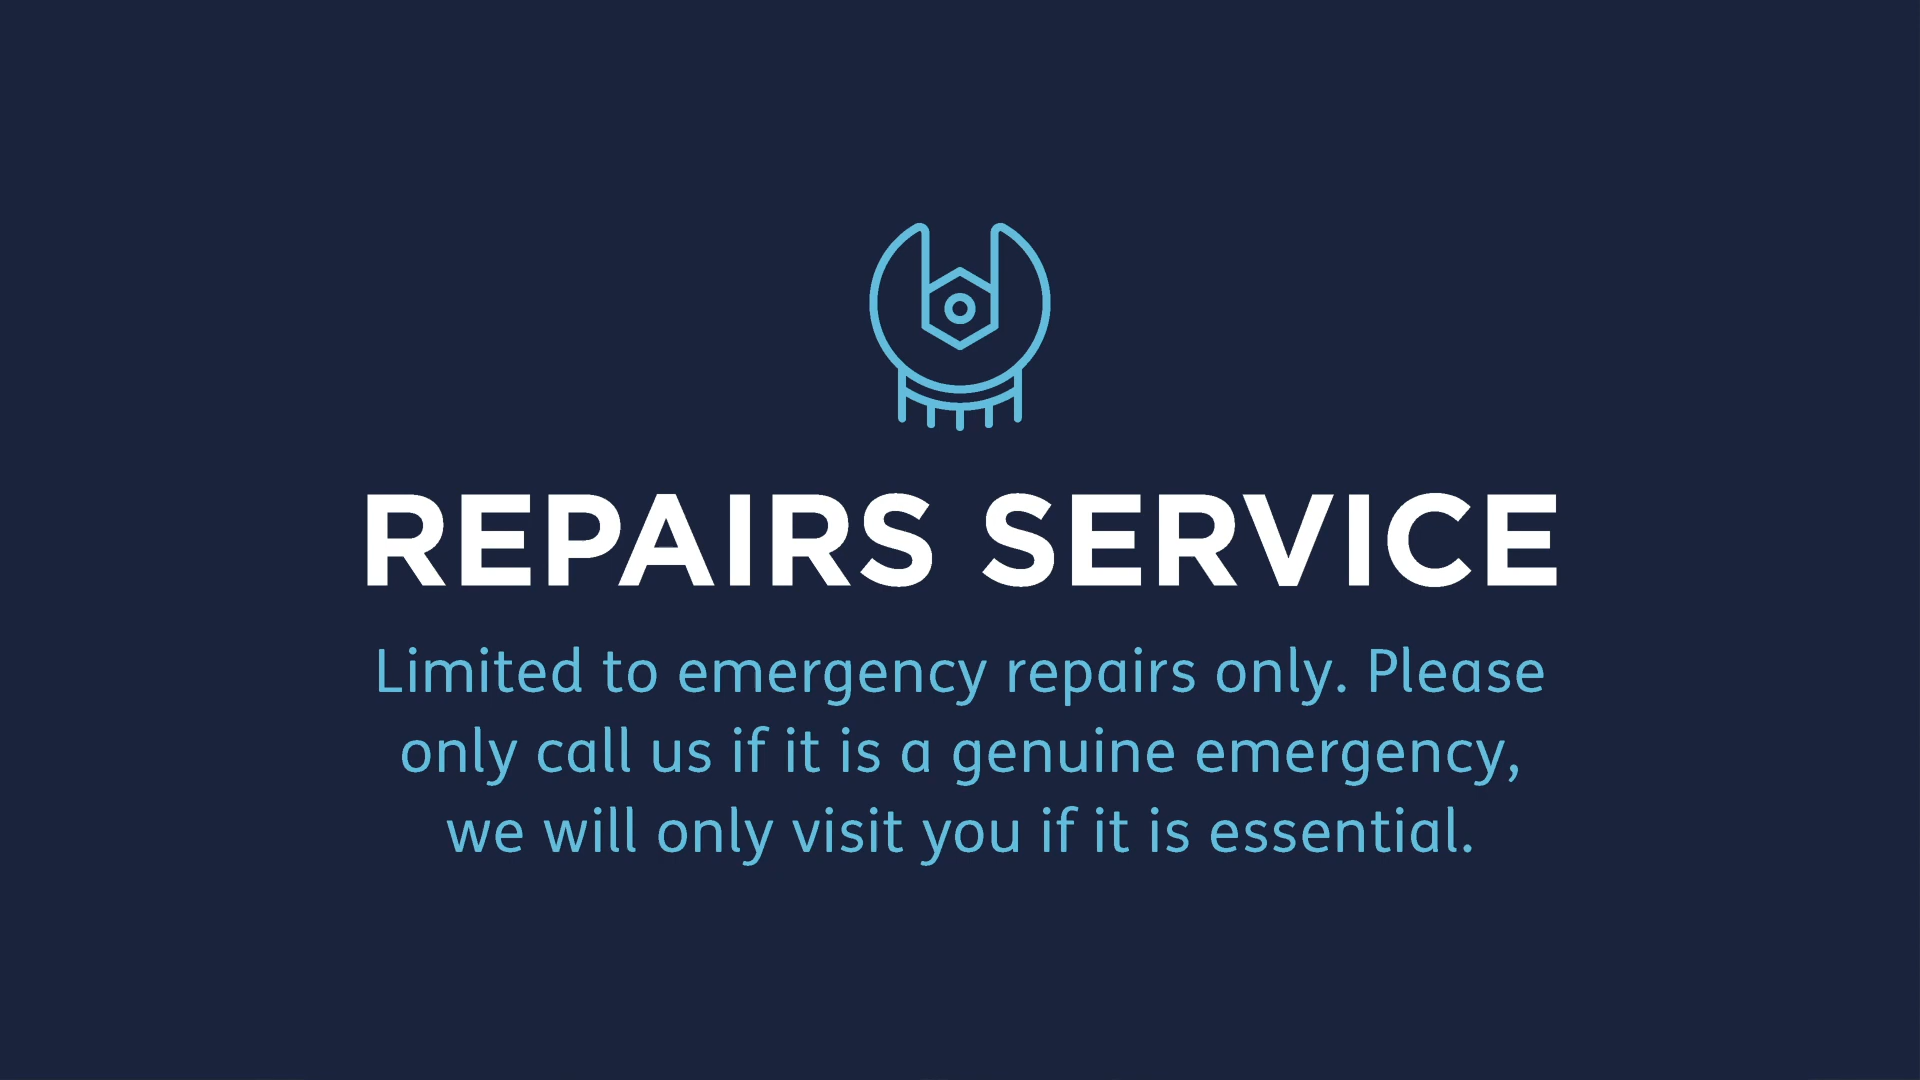 REPAIRS SERVICE
Limited to emergency repairs only. Please
only call us if it is a genuine emergency,
we will only visit you if it is essential.